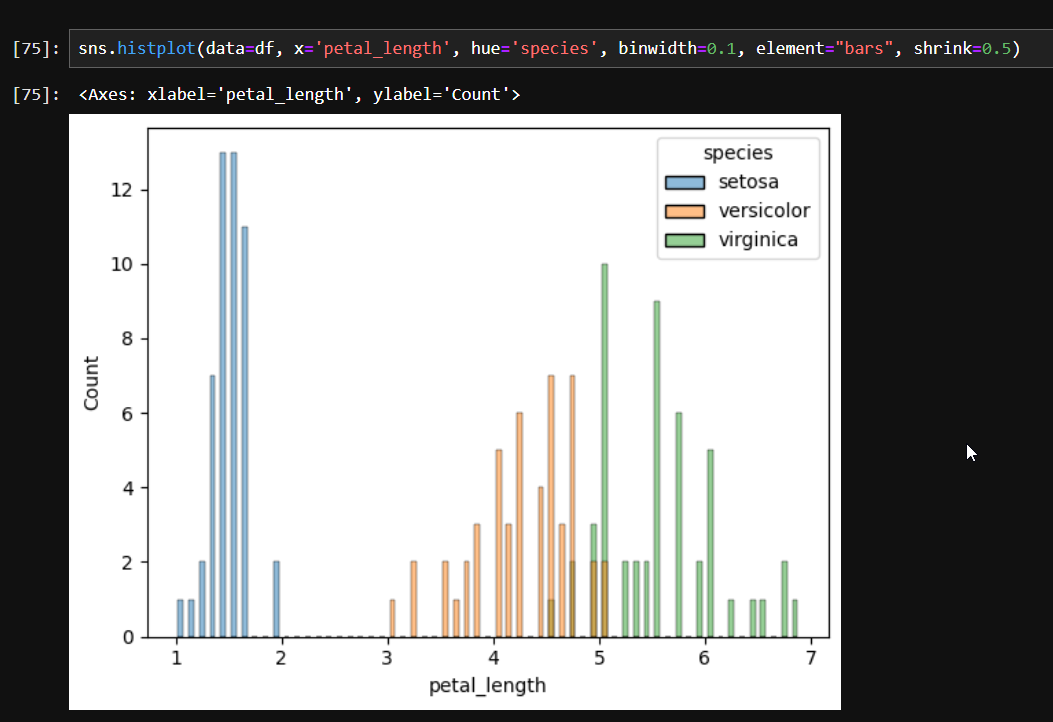 [75]: sns.histplot(data=df, x='petal_length', hue='species', binwidth=0.1, element="bars", shrink=0.5)
[75]: <Axes: xlabel='petal_length', ylabel='Count'>
species
setosa
versicolor
virginica
12
10
8
6
4
2
0
Count
1 2 3 4 5 6 7
petal_length